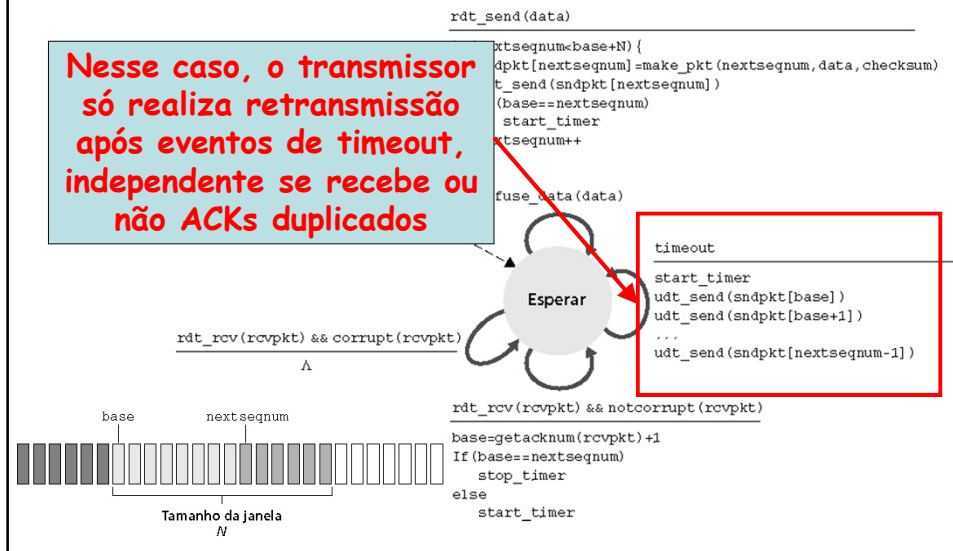 rdt_send(data)
Nesse caso, o transmissor
só realiza retransmissão
após eventos de timeout,
independente se recebe ou
não ACKs duplicados
xtseqnum<base+N){
dpkt[nextseqnum]=make_pkt(nextseqnum,data,checksum)
t_send(sndpkt[nextseqnum])
(base==nextseqnum)
start_timer
xtseqnum++
fuse_data(data)
timeout
start_timer
udt_send(sndpkt[base])
udt_send(sndpkt[base+1])
...
udt_send(sndpkt[nextseqnum-1])
Esperar
rdt_rcv(rcvpkt) && corrupt(rcvpkt)
Λ
rdt_rcv(rcvpkt) && notcorrupt(rcvpkt)
base=getacknum(rcvpkt)+1
If(base==nextseqnum)
stop_timer
else
start_timer
base nextseqnum
Tamanho da janela
N